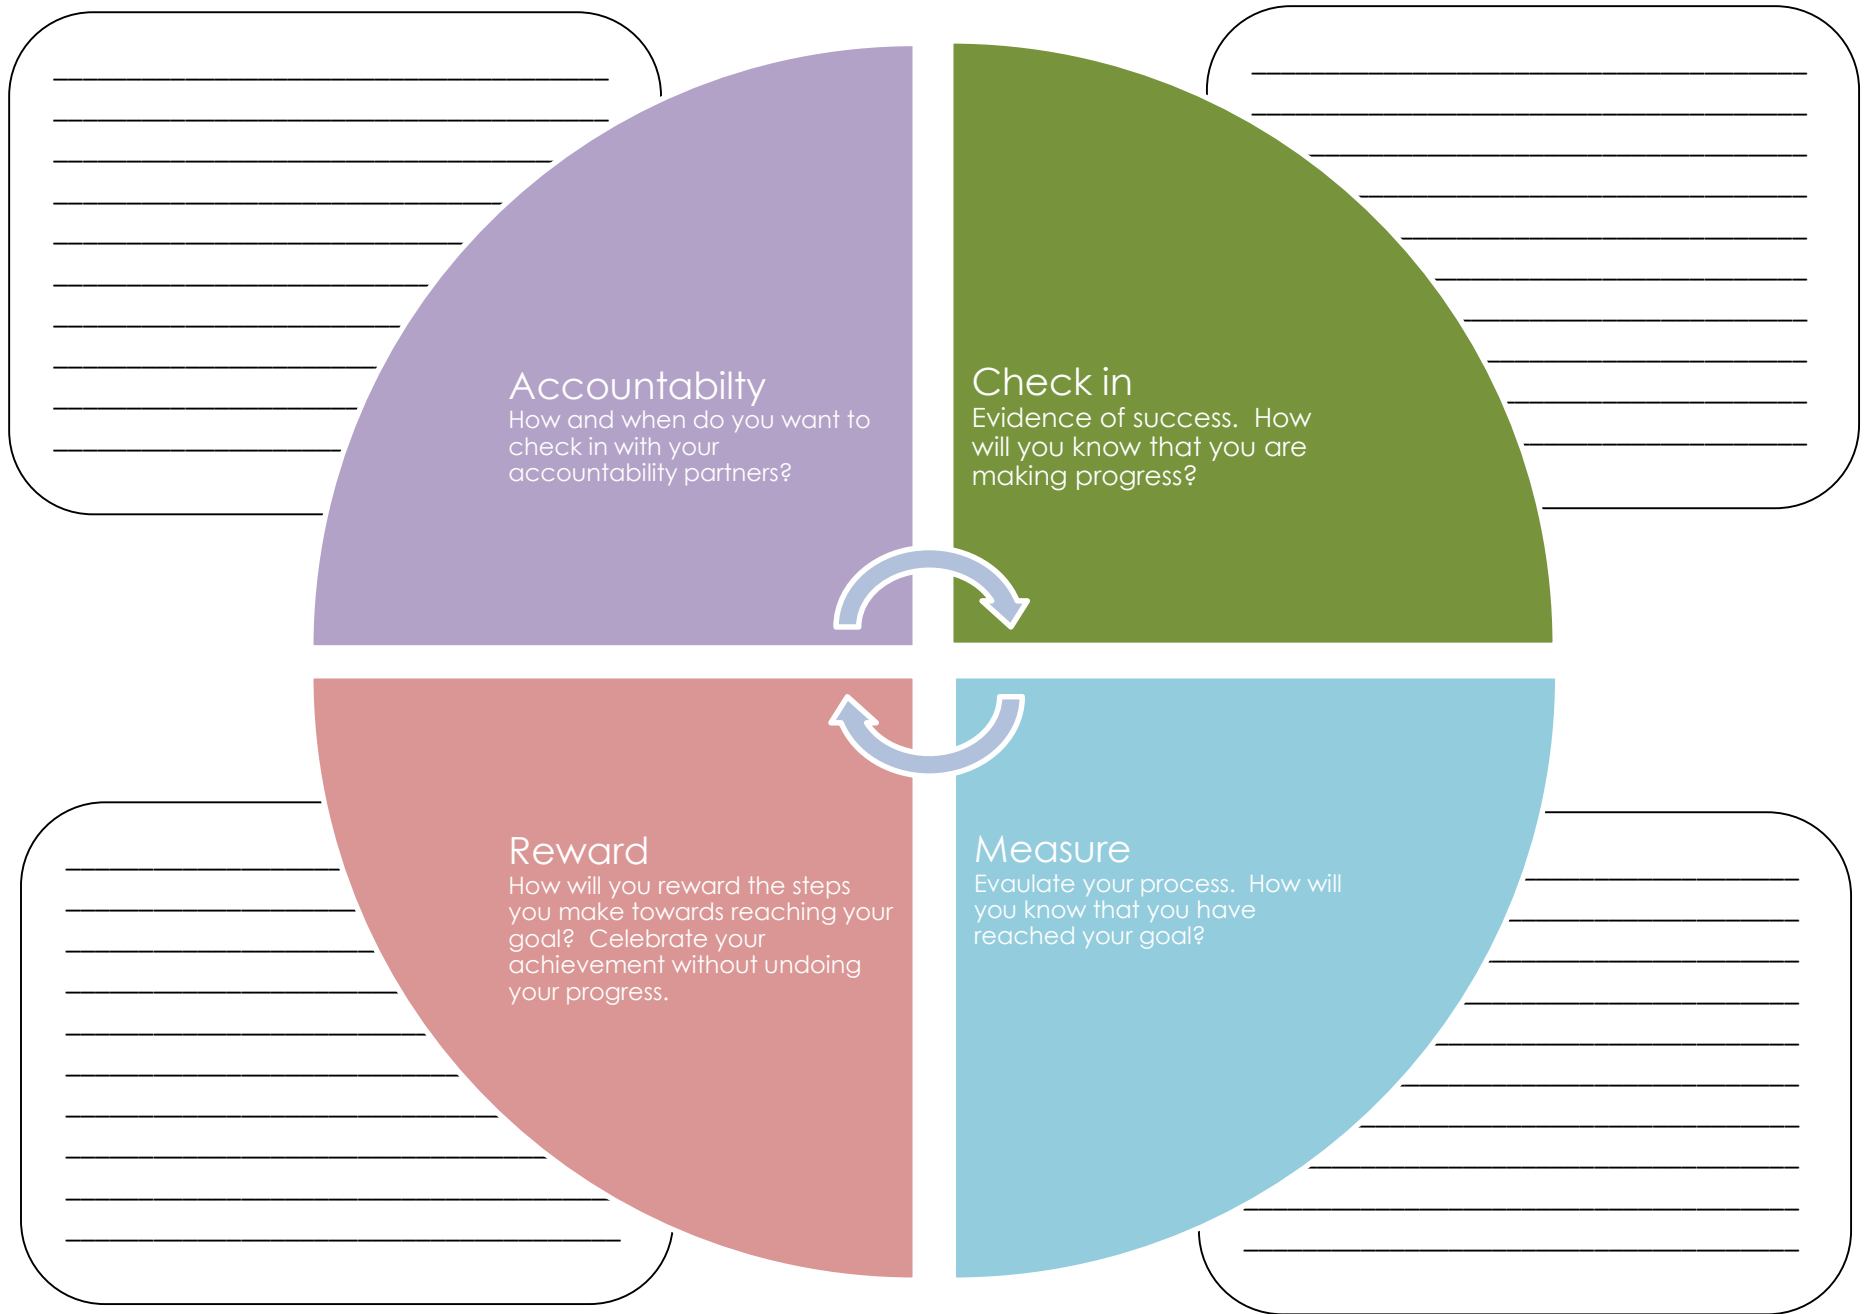 Accountabilty
How and when do you want to
check in with your
accountability partners?
Check in
Evidence of success.  How
will you know that you are
making progress?
Reward
How will you reward the steps
you make towards reaching your
goal?  Celebrate your
achievement without undoing
your progress.
Measure
Evaulate your process.  How will
you know that you have
reached your goal?